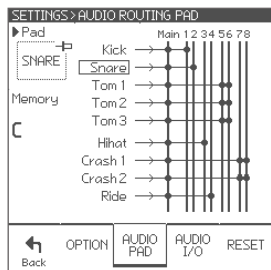 SETTINGS>AUDIO ROUTING PAD
Pad
Main 1 2 3 4 5 6 7 8
SNARE
Kick
Snare
Tom 1
Memory
Tom 2
Tom 3
C
Hihat
Crash 1
Crash 2
Ride
Back
OPTION
AUDIO PAD
AUDIO I/O
RESET